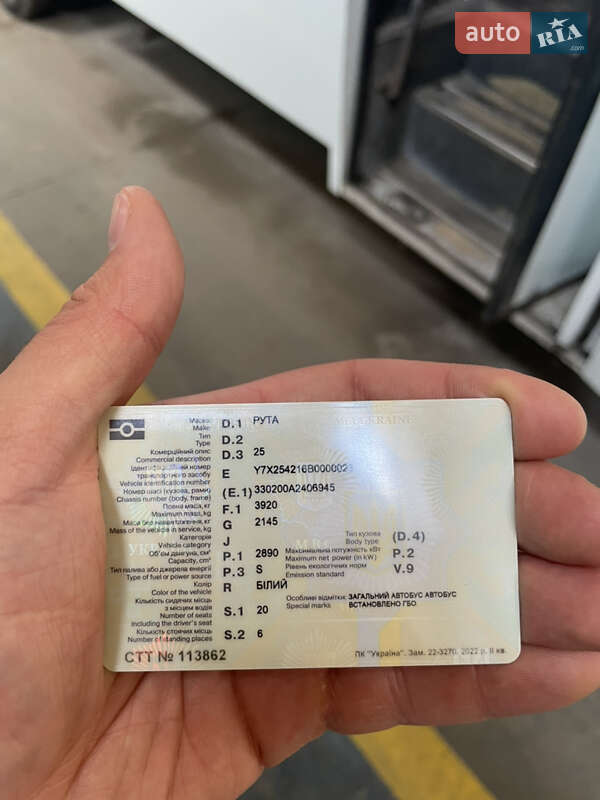 auto RIA.com
Марка D.1 РУТА
Make
Тип D.2
Type
Комерційний опис D.3 25
Commercial description
Ідентифікаційний номер
транспортного засобу E Y7X254216B0000023
Vehicle identification number
Номер шасі (кузова, рами) (E.1) 330200A2406945
Chassis number (body, frame)
Повна маса, кг F.1 3920
Maximum mass, kg
Маса без навантаження, кг G 2145
Mass of the vehicle in service, kg
Категорія J Тип кузова (D.4)
Vehicle category Body type
Об'єм двигуна, см³ P.1 2890 Максимальна потужність кВт P.2
Capacity, cm³ Maximum net power (in kW)
Тип палива або джерела енергії P.3 S Рівень екологічних норм V.9
Type of fuel or power source Emission standard
Колір R БІЛИЙ
Color of the vehicle
Кількість сидячих місць Особливі відмітки: ЗАГАЛЬНИЙ АВТОБУС АВТОБУС
з місцем водія S.1 20 Special marks ВСТАНОВЛЕНО ГБО
Number of seats
including the driver's seat
Кількість стоячих місць S.2 6
Number of standing places
СТТ № 113862 ПК "Україна". Зам. 22-3270. 2022 р. II кв.